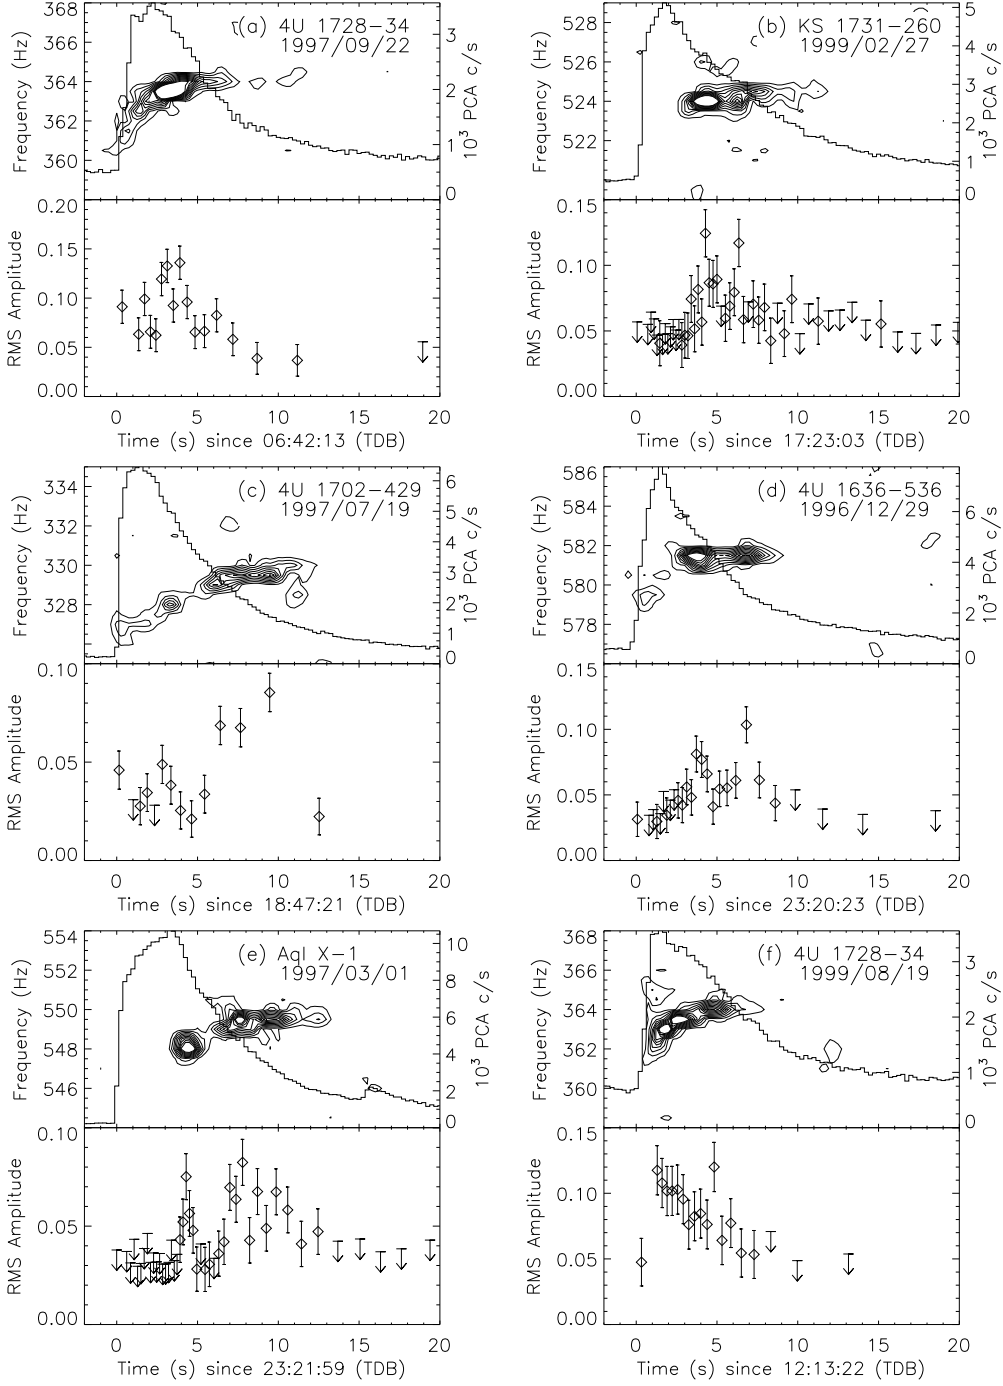 (a) 4U 1728−34
1997/09/22
Frequency (Hz)
368
366
364
362
360
3
2
1
0
10³ PCA c/s
RMS Amplitude
0.20
0.15
0.10
0.05
0.00
0 5 10 15 20
Time (s) since 06:42:13 (TDB)
(b) KS 1731−260
1999/02/27
Frequency (Hz)
528
526
524
522
5
4
3
2
1
0
10³ PCA c/s
RMS Amplitude
0.15
0.10
0.05
0.00
0 5 10 15 20
Time (s) since 17:23:03 (TDB)
(c) 4U 1702−429
1997/07/19
Frequency (Hz)
334
332
330
328
6
5
4
3
2
1
0
10³ PCA c/s
RMS Amplitude
0.10
0.05
0.00
0 5 10 15 20
Time (s) since 18:47:21 (TDB)
(d) 4U 1636−536
1996/12/29
Frequency (Hz)
586
584
582
580
578
6
4
2
0
10³ PCA c/s
RMS Amplitude
0.15
0.10
0.05
0.00
0 5 10 15 20
Time (s) since 23:20:23 (TDB)
(e) Aql X−1
1997/03/01
Frequency (Hz)
554
552
550
548
546
10
8
6
4
2
0
10³ PCA c/s
RMS Amplitude
0.10
0.05
0.00
0 5 10 15 20
Time (s) since 23:21:59 (TDB)
(f) 4U 1728−34
1999/08/19
Frequency (Hz)
368
366
364
362
360
3
2
1
0
10³ PCA c/s
RMS Amplitude
0.15
0.10
0.05
0.00
0 5 10 15 20
Time (s) since 12:13:22 (TDB)